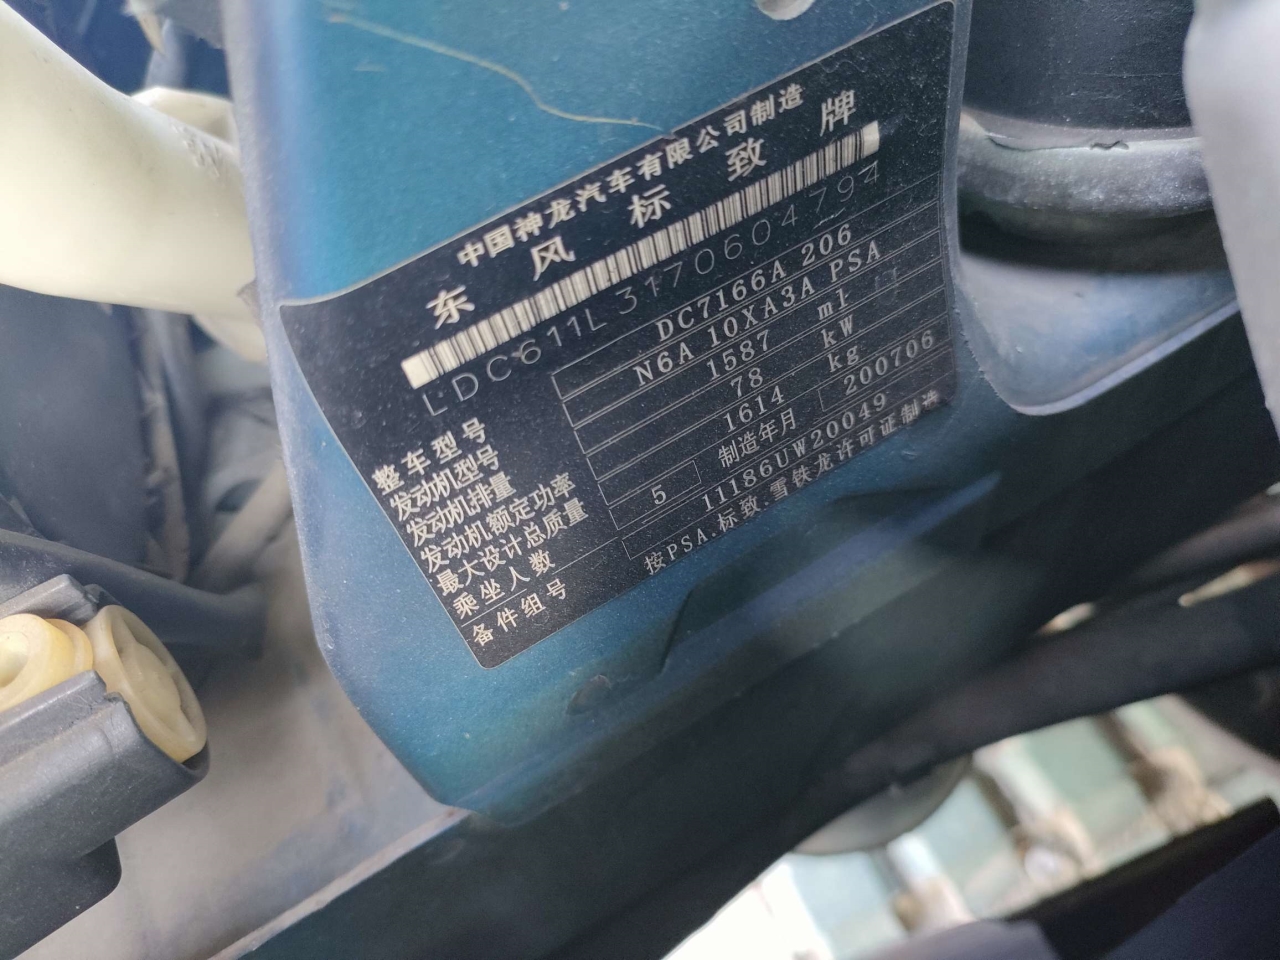 中国神龙汽车有限公司制造
东风标致牌
LDC611L3170604794
整车型号 DC7166A 206
发动机型号 N6A 10XA3A PSA
发动机排量 1587 ml
发动机额定功率 78 kW
最大设计总质量 1614 kg
乘坐人数 5 制造年月 200706
备件组号 11186UW20049
按PSA.标致.雪铁龙许可证制造